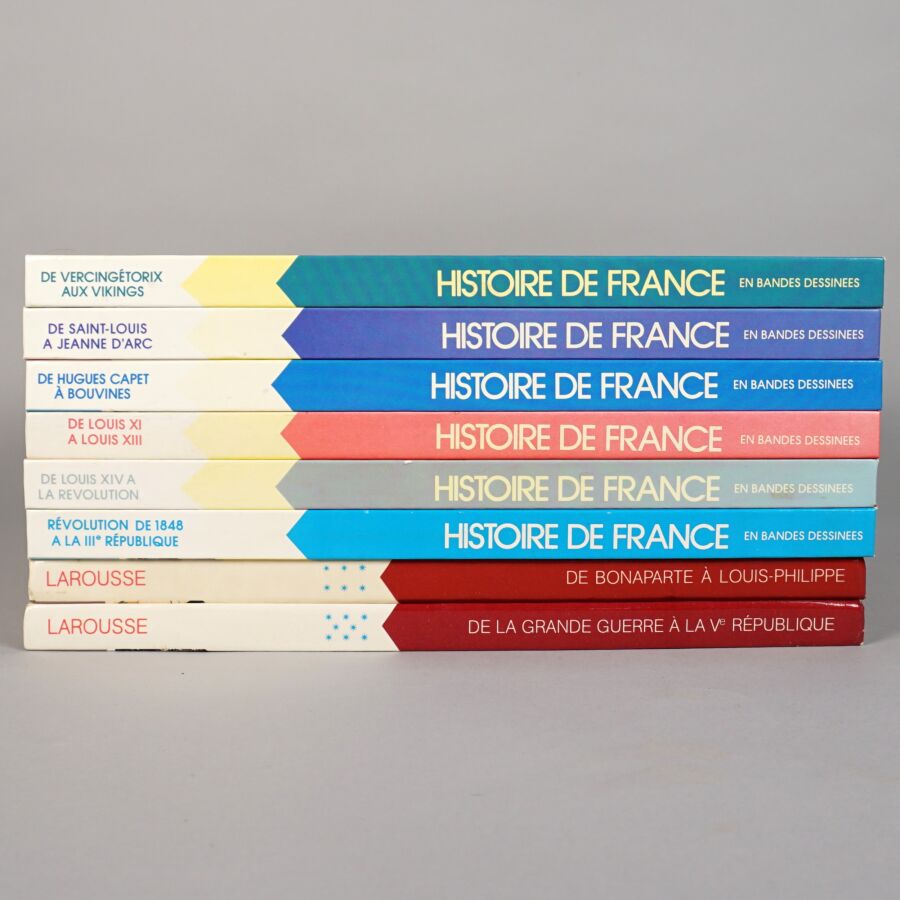 DE VERCINGÉTORIX
AUX VIKINGS
HISTOIRE DE FRANCE EN BANDES DESSINEES
DE SAINT-LOUIS
A JEANNE D'ARC
HISTOIRE DE FRANCE EN BANDES DESSINEES
DE HUGUES CAPET
À BOUVINES
HISTOIRE DE FRANCE EN BANDES DESSINEES
DE LOUIS XI
A LOUIS XIII
HISTOIRE DE FRANCE EN BANDES DESSINEES
DE LOUIS XIV A
LA REVOLUTION
HISTOIRE DE FRANCE EN BANDES DESSINEES
RÉVOLUTION DE 1848
A LA IIIe RÉPUBLIQUE
HISTOIRE DE FRANCE EN BANDES DESSINEES
LAROUSSE DE BONAPARTE À LOUIS-PHILIPPE
LAROUSSE DE LA GRANDE GUERRE À LA Ve RÉPUBLIQUE